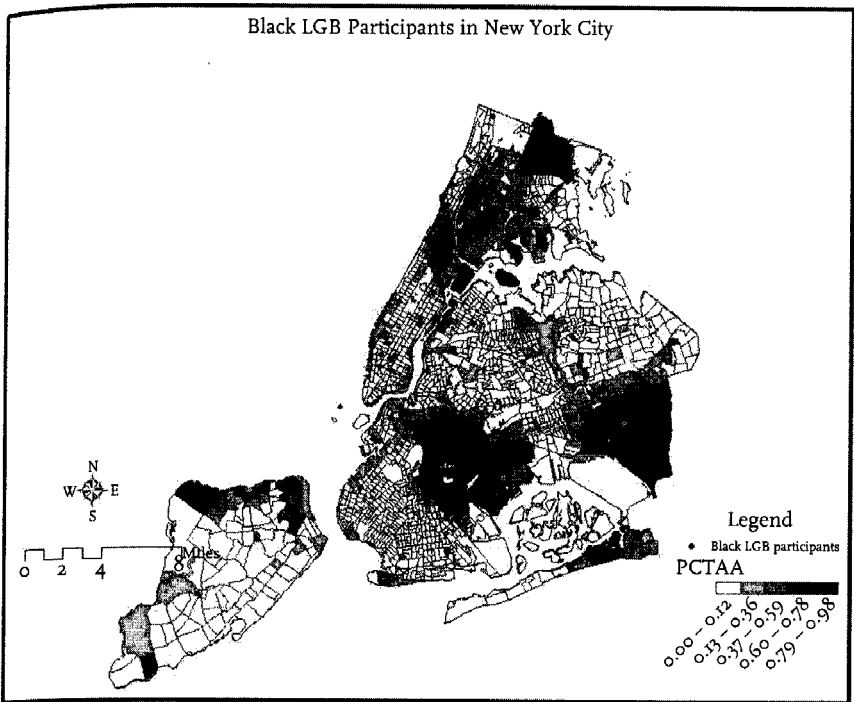 Black LGB Participants in New York City
N
W E
S
Miles
0 2 4 8
Legend
Black LGB participants
PCTAA
0.00 – 0.12
0.13 – 0.36
0.37 – 0.59
0.60 – 0.78
0.79 – 0.98